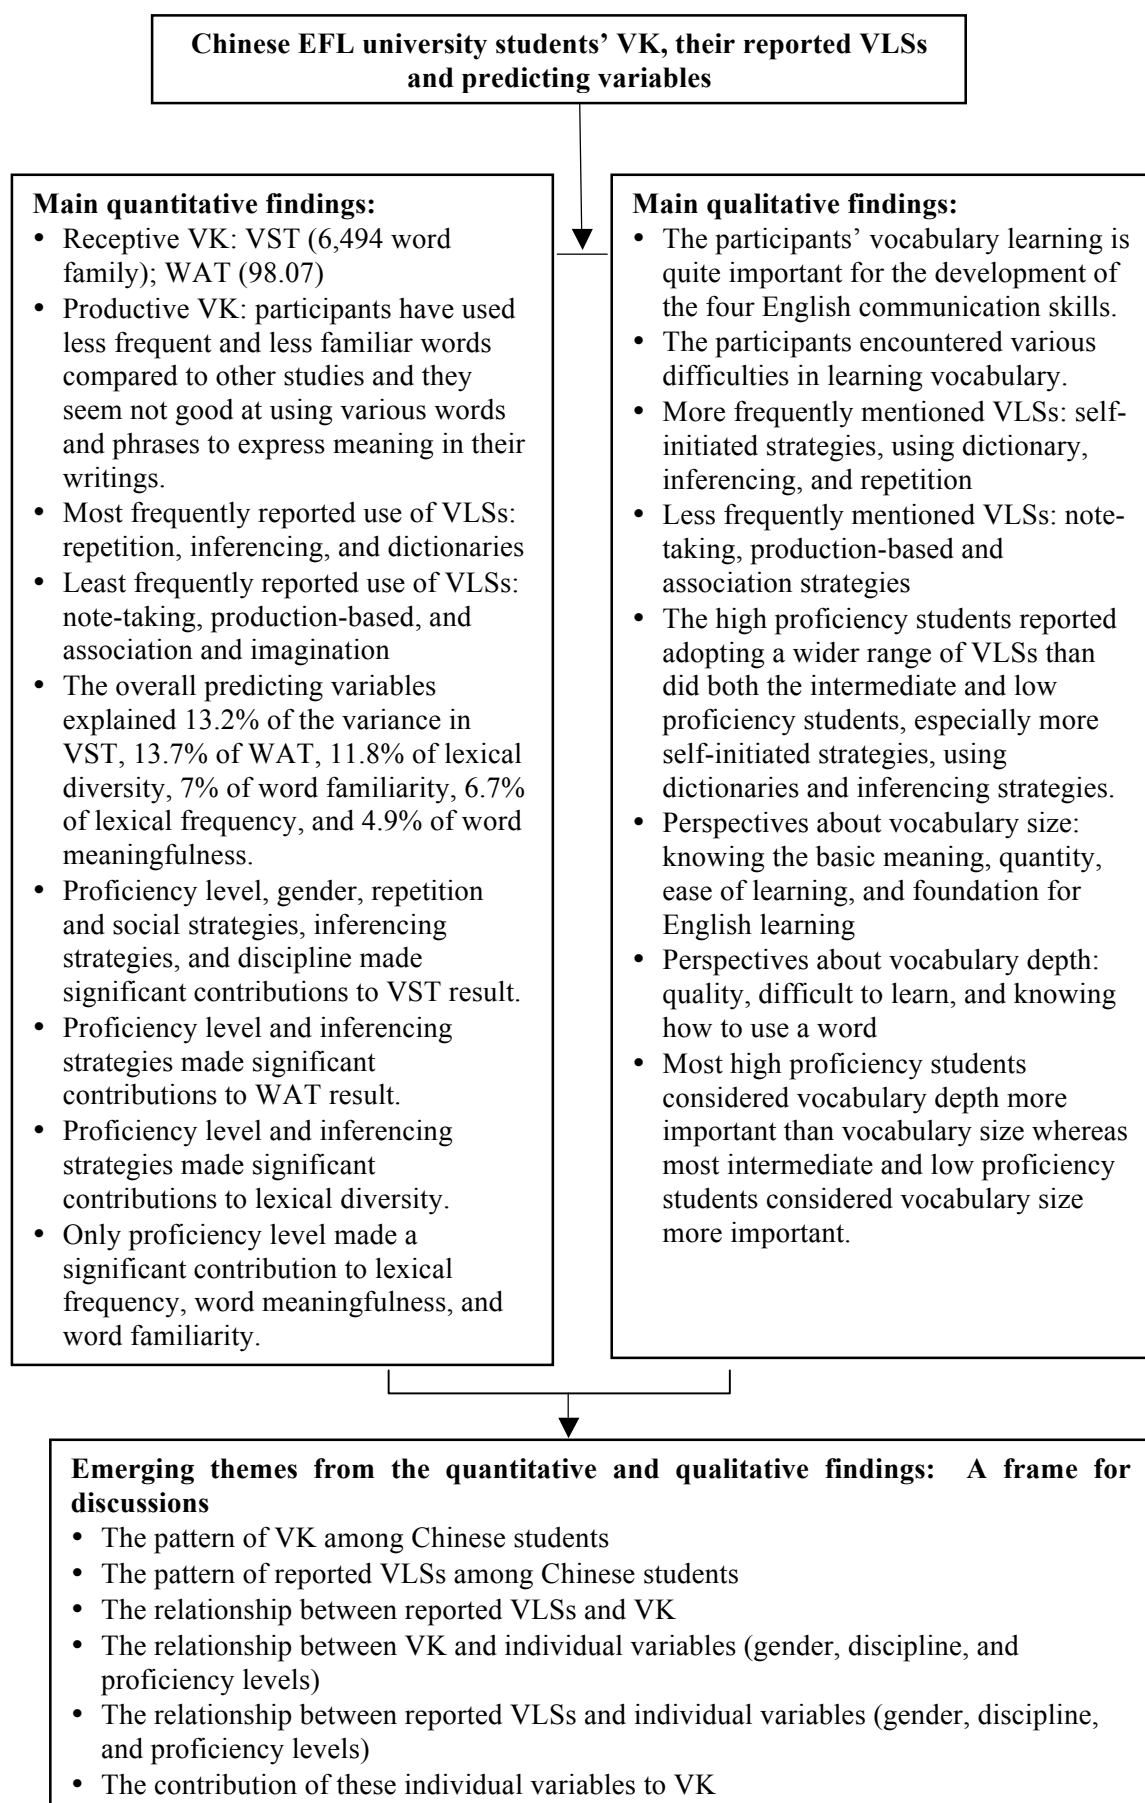 Chinese EFL university students’ VK, their reported VLSs
and predicting variables
Main quantitative findings:
• Receptive VK: VST (6,494 word
family); WAT (98.07)
• Productive VK: participants have used
less frequent and less familiar words
compared to other studies and they
seem not good at using various words
and phrases to express meaning in their
writings.
• Most frequently reported use of VLSs:
repetition, inferencing, and dictionaries
• Least frequently reported use of VLSs:
note-taking, production-based, and
association and imagination
• The overall predicting variables
explained 13.2% of the variance in
VST, 13.7% of WAT, 11.8% of lexical
diversity, 7% of word familiarity, 6.7%
of lexical frequency, and 4.9% of word
meaningfulness.
• Proficiency level, gender, repetition
and social strategies, inferencing
strategies, and discipline made
significant contributions to VST result.
• Proficiency level and inferencing
strategies made significant
contributions to WAT result.
• Proficiency level and inferencing
strategies made significant
contributions to lexical diversity.
• Only proficiency level made a
significant contribution to lexical
frequency, word meaningfulness, and
word familiarity.
Main qualitative findings:
• The participants’ vocabulary learning is
quite important for the development of
the four English communication skills.
• The participants encountered various
difficulties in learning vocabulary.
• More frequently mentioned VLSs: self-
initiated strategies, using dictionary,
inferencing, and repetition
• Less frequently mentioned VLSs: note-
taking, production-based and
association strategies
• The high proficiency students reported
adopting a wider range of VLSs than
did both the intermediate and low
proficiency students, especially more
self-initiated strategies, using
dictionaries and inferencing strategies.
• Perspectives about vocabulary size:
knowing the basic meaning, quantity,
ease of learning, and foundation for
English learning
• Perspectives about vocabulary depth:
quality, difficult to learn, and knowing
how to use a word
• Most high proficiency students
considered vocabulary depth more
important than vocabulary size whereas
most intermediate and low proficiency
students considered vocabulary size
more important.
Emerging themes from the quantitative and qualitative findings: A frame for
discussions
• The pattern of VK among Chinese students
• The pattern of reported VLSs among Chinese students
• The relationship between reported VLSs and VK
• The relationship between VK and individual variables (gender, discipline, and
proficiency levels)
• The relationship between reported VLSs and individual variables (gender, discipline,
and proficiency levels)
• The contribution of these individual variables to VK